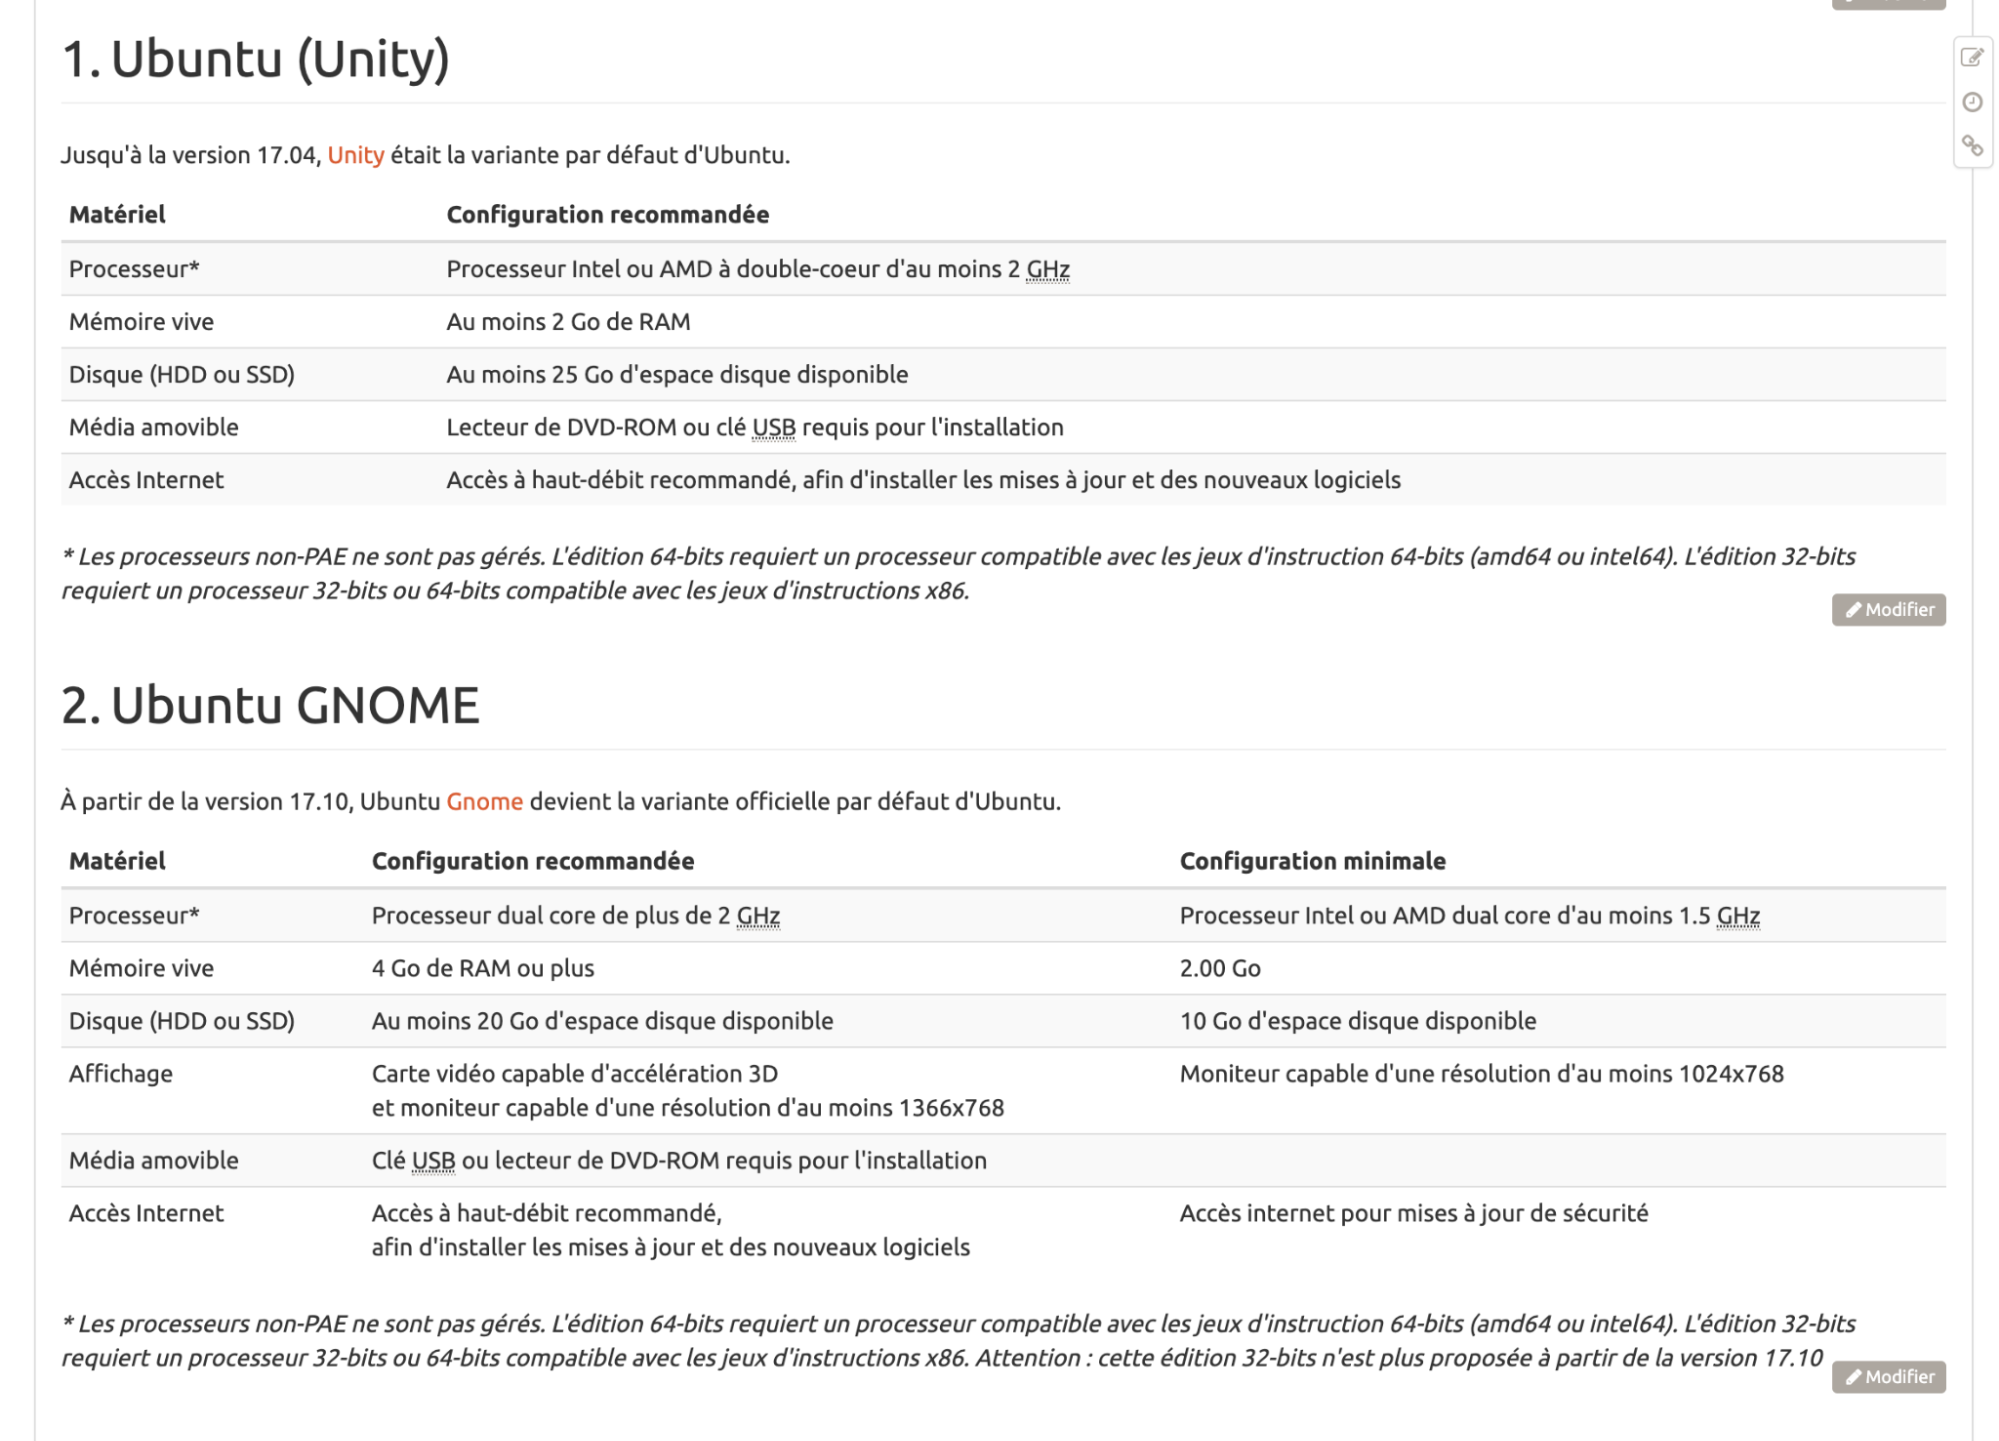 1. Ubuntu (Unity)
Jusqu'à la version 17.04, Unity était la variante par défaut d'Ubuntu.
Matériel Configuration recommandée
Processeur* Processeur Intel ou AMD à double-coeur d'au moins 2 GHz
Mémoire vive Au moins 2 Go de RAM
Disque (HDD ou SSD) Au moins 25 Go d'espace disque disponible
Média amovible Lecteur de DVD-ROM ou clé USB requis pour l'installation
Accès Internet Accès à haut-débit recommandé, afin d'installer les mises à jour et des nouveaux logiciels
* Les processeurs non-PAE ne sont pas gérés. L'édition 64-bits requiert un processeur compatible avec les jeux d'instruction 64-bits (amd64 ou intel64). L'édition 32-bits
requiert un processeur 32-bits ou 64-bits compatible avec les jeux d'instructions x86.
Modifier
2. Ubuntu GNOME
À partir de la version 17.10, Ubuntu Gnome devient la variante officielle par défaut d'Ubuntu.
Matériel Configuration recommandée Configuration minimale
Processeur* Processeur dual core de plus de 2 GHz Processeur Intel ou AMD dual core d'au moins 1.5 GHz
Mémoire vive 4 Go de RAM ou plus 2.00 Go
Disque (HDD ou SSD) Au moins 20 Go d'espace disque disponible 10 Go d'espace disque disponible
Affichage Carte vidéo capable d'accélération 3D Moniteur capable d'une résolution d'au moins 1024x768
et moniteur capable d'une résolution d'au moins 1366x768
Média amovible Clé USB ou lecteur de DVD-ROM requis pour l'installation
Accès Internet Accès à haut-débit recommandé, Accès internet pour mises à jour de sécurité
afin d'installer les mises à jour et des nouveaux logiciels
* Les processeurs non-PAE ne sont pas gérés. L'édition 64-bits requiert un processeur compatible avec les jeux d'instruction 64-bits (amd64 ou intel64). L'édition 32-bits
requiert un processeur 32-bits ou 64-bits compatible avec les jeux d'instructions x86. Attention : cette édition 32-bits n'est plus proposée à partir de la version 17.10
Modifier